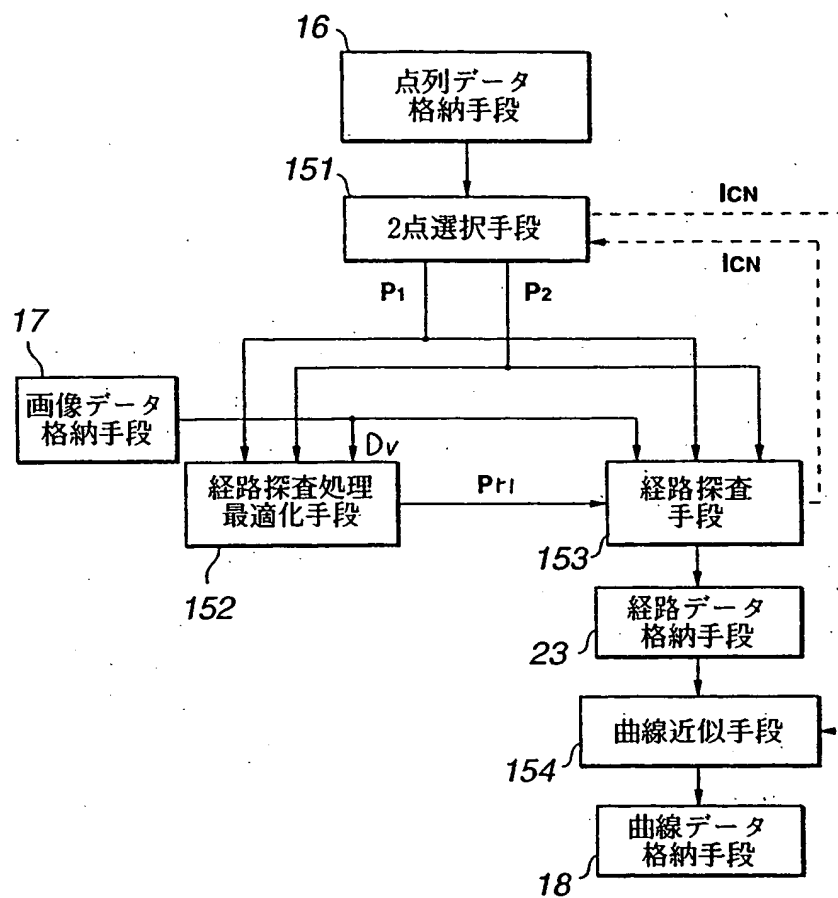 16
点列データ
格納手段
151
2点選択手段
ICN
ICN
P1
P2
17
画像データ
格納手段
Dv
経路探査処理
最適化手段
152
Prl
経路探査
手段
153
経路データ
格納手段
23
曲線近似手段
154
曲線データ
格納手段
18